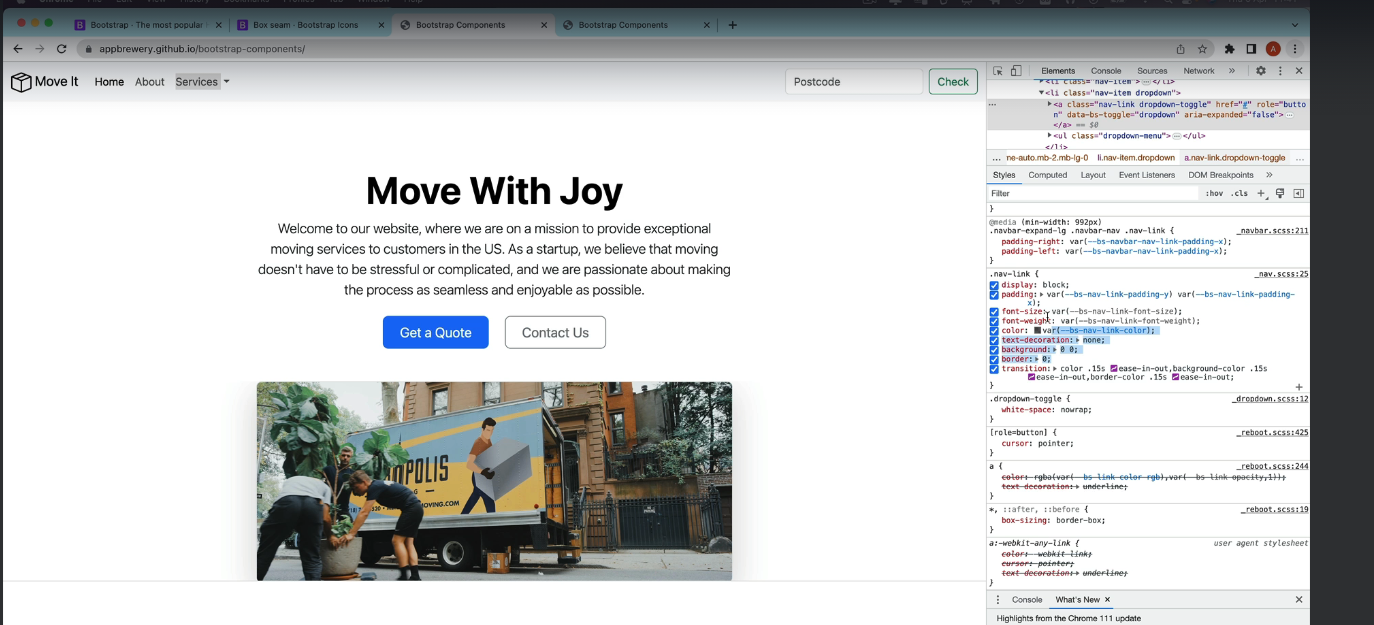 Bootstrap · The most popular
Box seam · Bootstrap Icons
Bootstrap Components
Bootstrap Components
appbrewery.github.io/bootstrap-components/
A
Move It
Home
About
Services
Postcode
Check
Move With Joy
Welcome to our website, where we are on a mission to provide exceptional
moving services to customers in the US. As a startup, we believe that moving
doesn't have to be stressful or complicated, and we are passionate about making
the process as seamless and enjoyable as possible.
Get a Quote
Contact Us
OPOLIS
MOVING.COM
Elements
Console
Sources
Network
<li class="nav-item">…</li>
<li class="nav-item dropdown">
<a class="nav-link dropdown-toggle" href="#" role="butto
n" data-bs-toggle="dropdown" aria-expanded="false">…
</a> == $0
<ul class="dropdown-menu">…</ul>
</li>
… ne-auto.mb-2.mb-lg-0 li.nav-item.dropdown a.nav-link.dropdown-toggle …
Styles
Computed
Layout
Event Listeners
DOM Breakpoints
Filter
:hov .cls
}
@media (min-width: 992px)
.navbar-expand-lg .navbar-nav .nav-link { _navbar.scss:211
padding-right: var(--bs-navbar-nav-link-padding-x);
padding-left: var(--bs-navbar-nav-link-padding-x);
}
.nav-link { _nav.scss:25
display: block;
padding: var(--bs-nav-link-padding-y) var(--bs-nav-link-padding-
x);
font-size: var(--bs-nav-link-font-size);
font-weight: var(--bs-nav-link-font-weight);
color: var(--bs-nav-link-color);
text-decoration: none;
background: 0 0;
border: 0;
transition: color .15s ease-in-out,background-color .15s
ease-in-out,border-color .15s ease-in-out;
}
.dropdown-toggle { _dropdown.scss:12
white-space: nowrap;
}
[role=button] { _reboot.scss:425
cursor: pointer;
}
a { _reboot.scss:244
color: rgba(var(--bs-link-color-rgb),var(--bs-link-opacity,1));
text-decoration: underline;
}
*, ::after, ::before { _reboot.scss:19
box-sizing: border-box;
}
a:-webkit-any-link { user agent stylesheet
color: -webkit-link;
cursor: pointer;
text-decoration: underline;
}
Console
What's New
Highlights from the Chrome 111 update